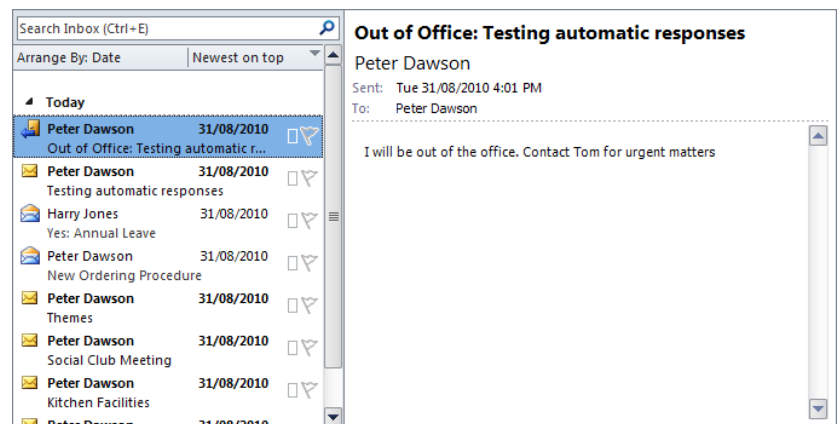 Search Inbox (Ctrl+E)
Arrange By: Date Newest on top
Today
Peter Dawson 31/08/2010
Out of Office: Testing automatic r...
Peter Dawson 31/08/2010
Testing automatic responses
Harry Jones 31/08/2010
Yes: Annual Leave
Peter Dawson 31/08/2010
New Ordering Procedure
Peter Dawson 31/08/2010
Themes
Peter Dawson 31/08/2010
Social Club Meeting
Peter Dawson 31/08/2010
Kitchen Facilities
Peter Dawson 31/08/2010
Out of Office: Testing automatic responses
Peter Dawson
Sent: Tue 31/08/2010 4:01 PM
To: Peter Dawson
I will be out of the office. Contact Tom for urgent matters